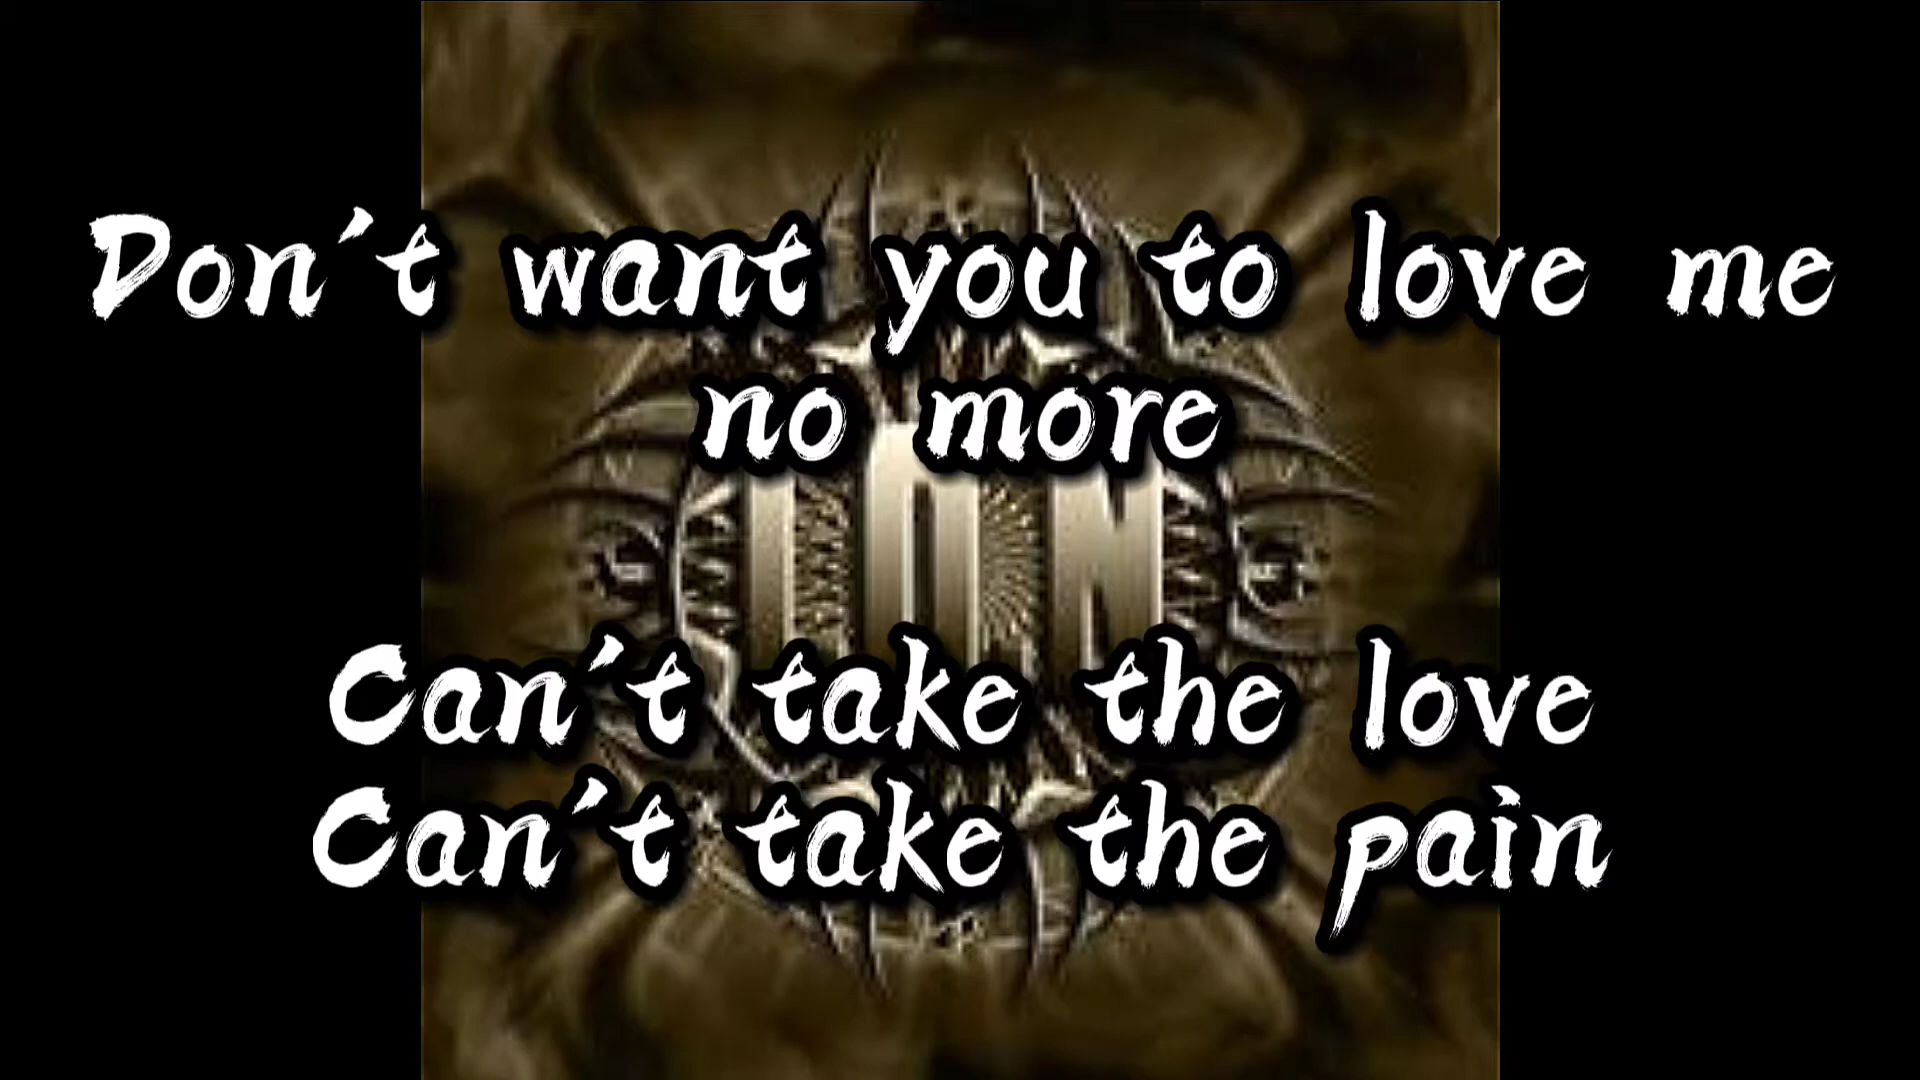 Don't want you to love me
no more
Can't take the love
Can't take the pain